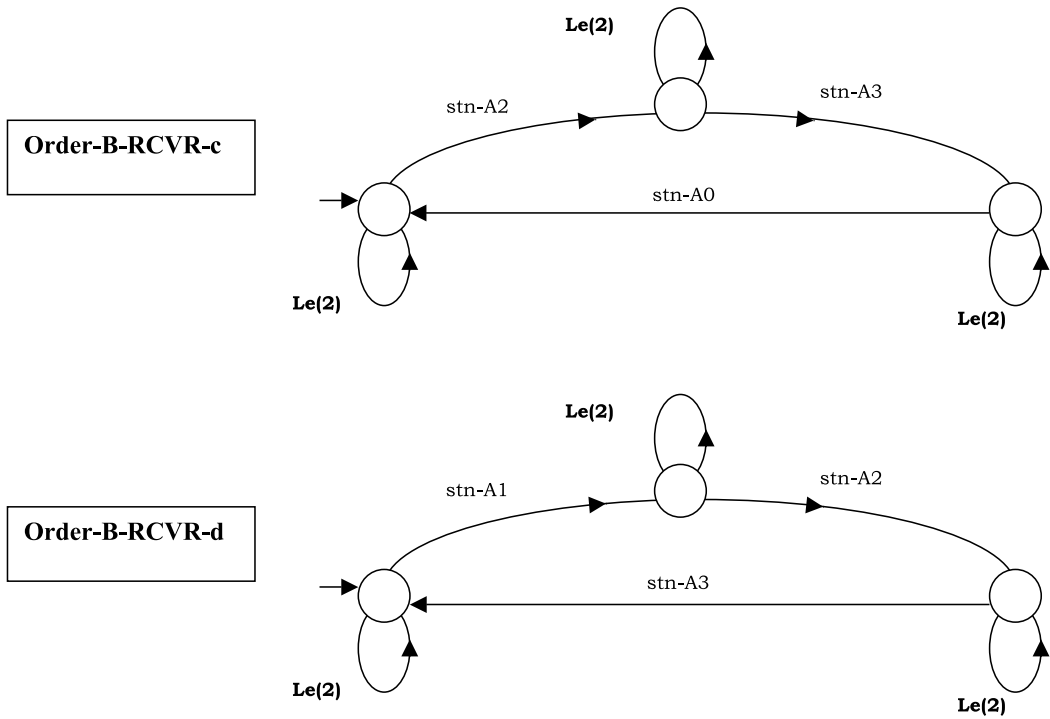 Le(2)
stn-A2
stn-A3
Order-B-RCVR-c
stn-A0
Le(2)
Le(2)
Le(2)
stn-A1
stn-A2
Order-B-RCVR-d
stn-A3
Le(2)
Le(2)